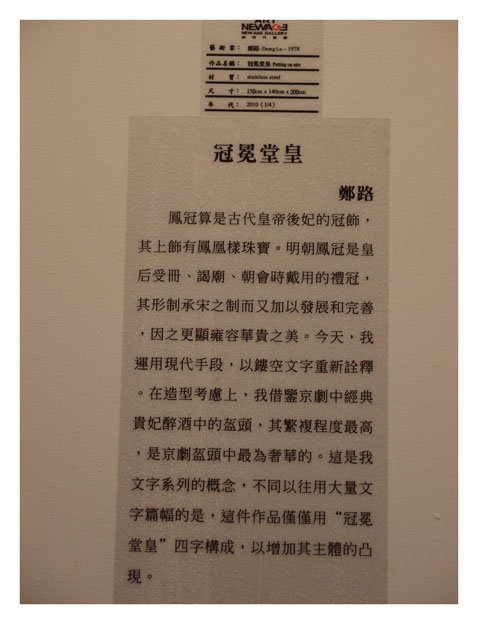 ART
NEWAGE
NEW AGE GALLERY
新時代畫廊
藝 術 家： 鄭路 Zheng Lu – 1978
作品名稱： 冠冕堂皇 Putting on airs
材 質： stainless steel
尺 寸： 150cm x 140cm x 200cm
年 代： 2010 (1/4)
冠冕堂皇
鄭路
鳳冠算是古代皇帝後妃的冠飾，
其上飾有鳳凰樣珠寶。明朝鳳冠是皇
后受冊、謁廟、朝會時戴用的禮冠，
其形制承宋之制而又加以發展和完善
，因之更顯雍容華貴之美。今天，我
運用現代手段，以鏤空文字重新詮釋
。在造型考慮上，我借鑒京劇中經典
貴妃醉酒中的盔頭，其繁複程度最高
，是京劇盔頭中最為奢華的。這是我
文字系列的概念，不同以往用大量文
字篇幅的是，這件作品僅僅用“冠冕
堂皇”四字構成，以增加其主體的凸
現。